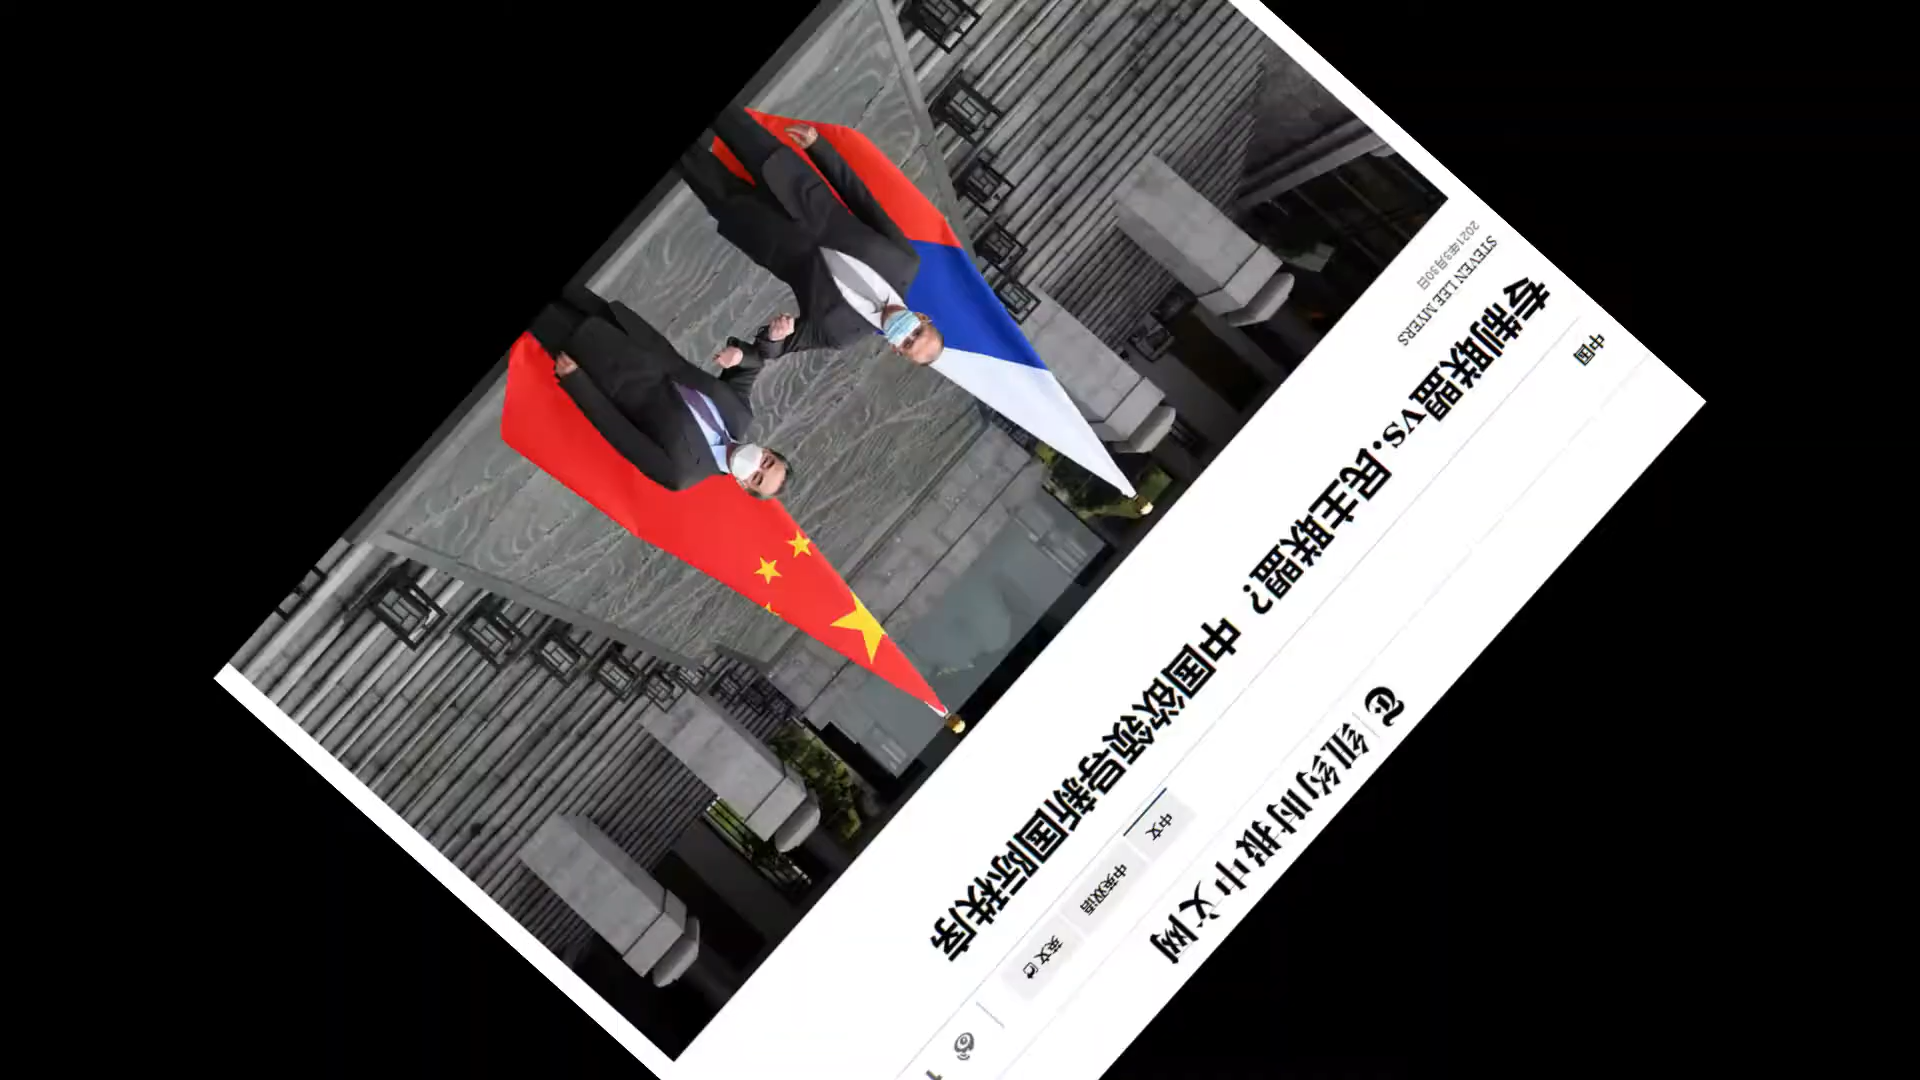 纽约时报中文网
中国
中文
中英双语
英文
专制联盟vs.民主联盟？中国欲领导新国际秩序
STEVEN LEE MYERS
2021年3月30日